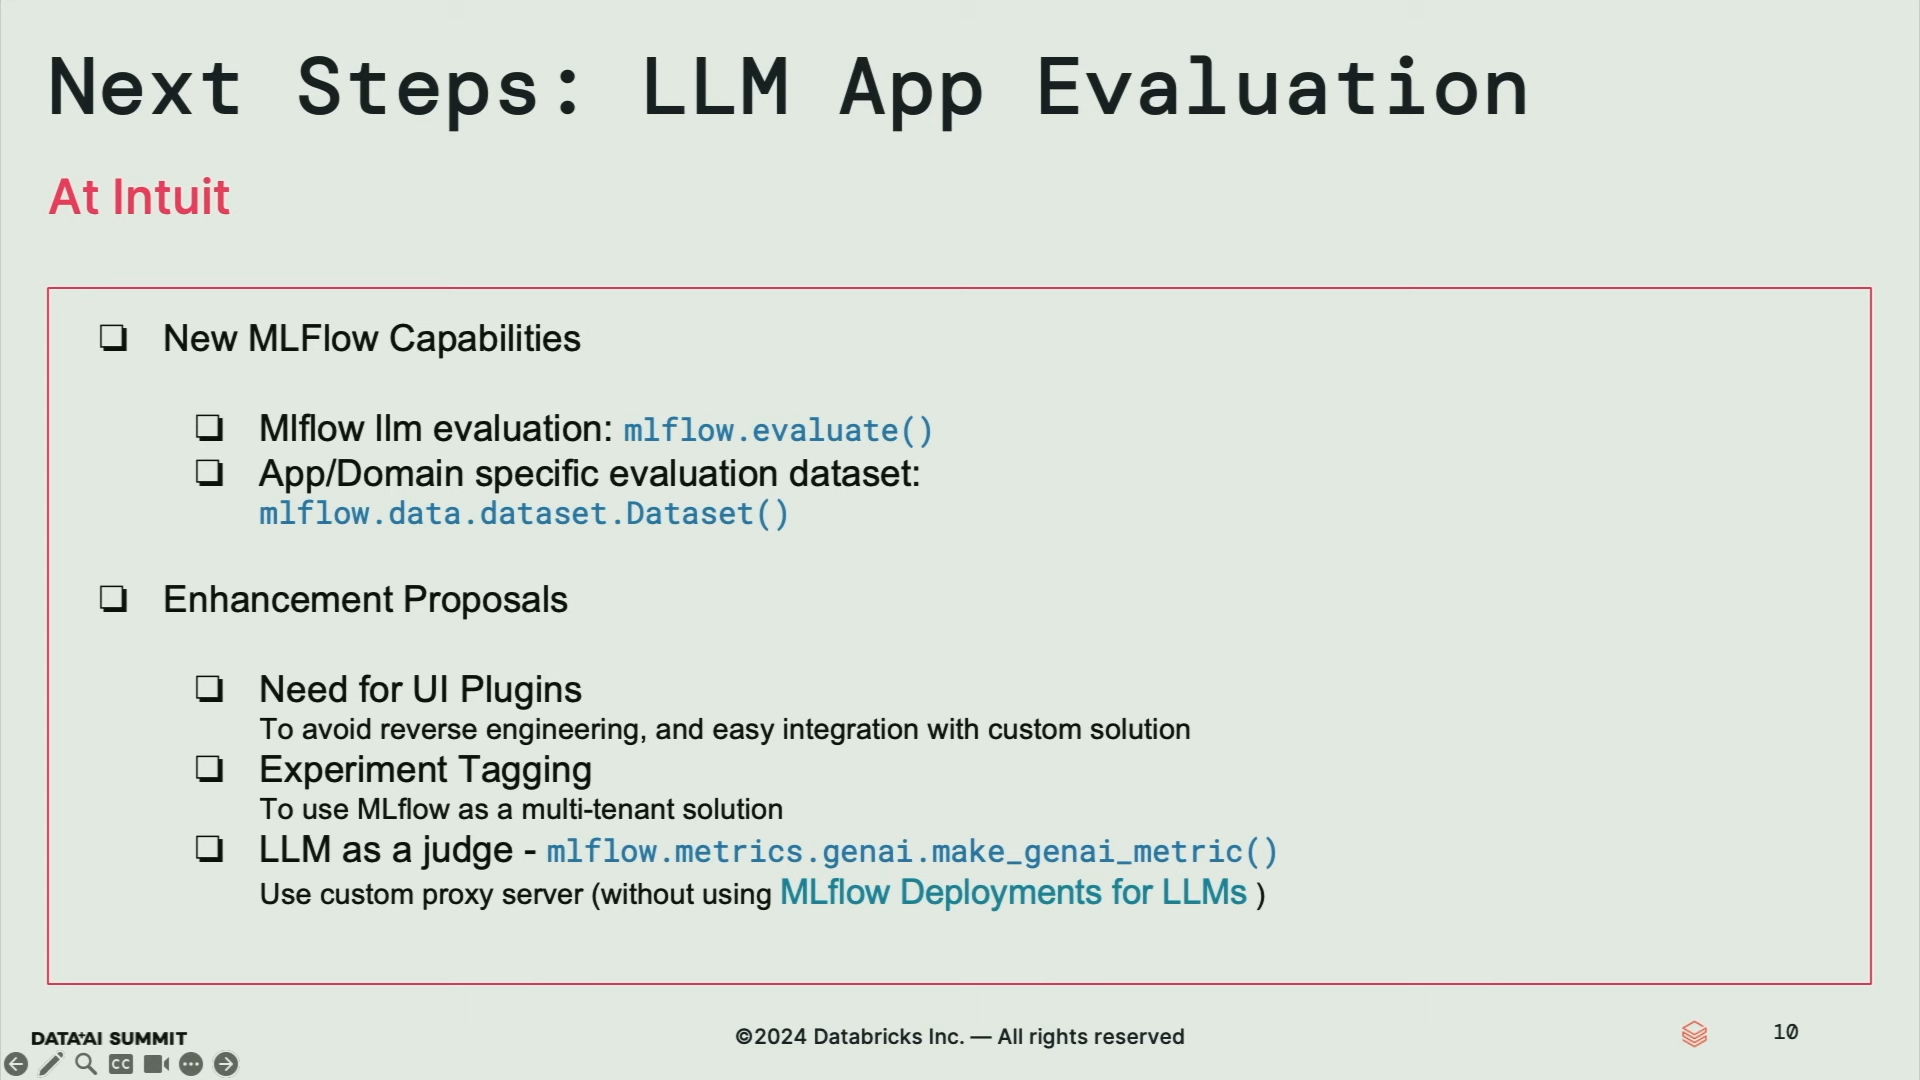 Next Steps: LLM App Evaluation
At Intuit
❏ New MLFlow Capabilities
❏ Mlflow llm evaluation: mlflow.evaluate()
❏ App/Domain specific evaluation dataset:
mlflow.data.dataset.Dataset()
❏ Enhancement Proposals
❏ Need for UI Plugins
To avoid reverse engineering, and easy integration with custom solution
❏ Experiment Tagging
To use MLflow as a multi-tenant solution
❏ LLM as a judge - mlflow.metrics.genai.make_genai_metric()
Use custom proxy server (without using MLflow Deployments for LLMs )
DATA+AI SUMMIT
©2024 Databricks Inc. — All rights reserved
10
CC